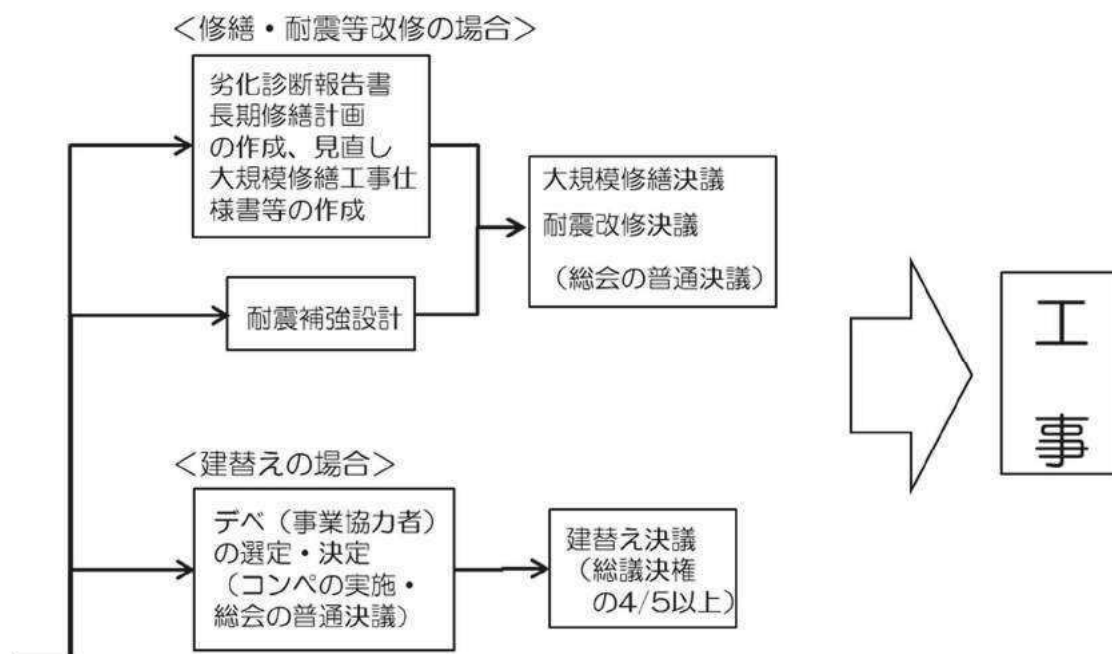 ＜修繕・耐震等改修の場合＞
劣化診断報告書
長期修繕計画
の作成、見直し
大規模修繕工事仕
様書等の作成
耐震補強設計
大規模修繕決議
耐震改修決議
（総会の普通決議）
工
事
＜建替えの場合＞
デベ（事業協力者）
の選定・決定
（コンペの実施・
総会の普通決議）
建替え決議
（総議決権
の4/5以上）